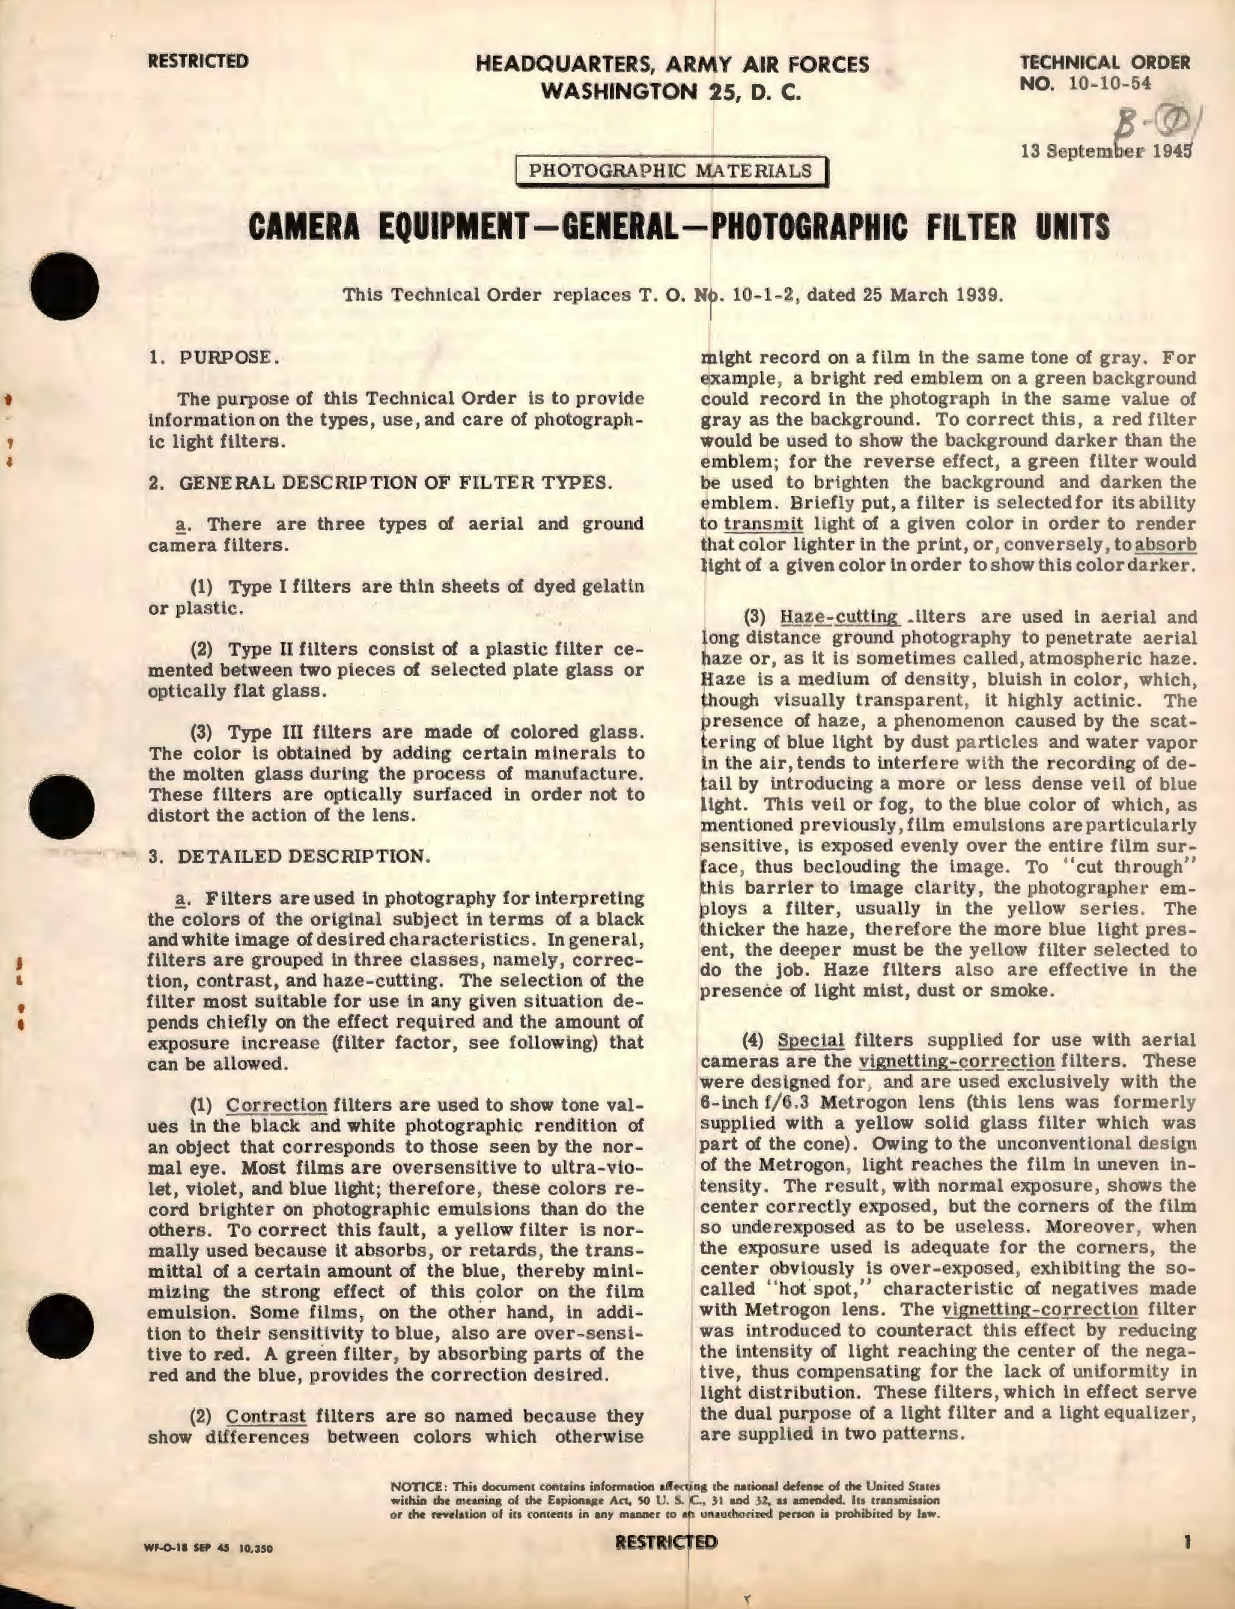 RESTRICTED
HEADQUARTERS, ARMY AIR FORCES
WASHINGTON 25, D. C.
TECHNICAL ORDER
NO. 10-10-54
B-①/
13 September 1945
PHOTOGRAPHIC MATERIALS
CAMERA EQUIPMENT—GENERAL—PHOTOGRAPHIC FILTER UNITS
This Technical Order replaces T. O. No. 10-1-2, dated 25 March 1939.
1. PURPOSE.
The purpose of this Technical Order is to provide
information on the types, use, and care of photograph-
ic light filters.
2. GENERAL DESCRIPTION OF FILTER TYPES.
a. There are three types of aerial and ground
camera filters.
(1) Type I filters are thin sheets of dyed gelatin
or plastic.
(2) Type II filters consist of a plastic filter ce-
mented between two pieces of selected plate glass or
optically flat glass.
(3) Type III filters are made of colored glass.
The color is obtained by adding certain minerals to
the molten glass during the process of manufacture.
These filters are optically surfaced in order not to
distort the action of the lens.
3. DETAILED DESCRIPTION.
a. Filters are used in photography for interpreting
the colors of the original subject in terms of a black
and white image of desired characteristics. In general,
filters are grouped in three classes, namely, correc-
tion, contrast, and haze-cutting. The selection of the
filter most suitable for use in any given situation de-
pends chiefly on the effect required and the amount of
exposure increase (filter factor, see following) that
can be allowed.
(1) Correction filters are used to show tone val-
ues in the black and white photographic rendition of
an object that corresponds to those seen by the nor-
mal eye. Most films are oversensitive to ultra-vio-
let, violet, and blue light; therefore, these colors re-
cord brighter on photographic emulsions than do the
others. To correct this fault, a yellow filter is nor-
mally used because it absorbs, or retards, the trans-
mittal of a certain amount of the blue, thereby mini-
mizing the strong effect of this color on the film
emulsion. Some films, on the other hand, in addi-
tion to their sensitivity to blue, also are over-sensi-
tive to red. A green filter, by absorbing parts of the
red and the blue, provides the correction desired.
(2) Contrast filters are so named because they
show differences between colors which otherwise
might record on a film in the same tone of gray. For
example, a bright red emblem on a green background
could record in the photograph in the same value of
gray as the background. To correct this, a red filter
would be used to show the background darker than the
emblem; for the reverse effect, a green filter would
be used to brighten the background and darken the
emblem. Briefly put, a filter is selected for its ability
to transmit light of a given color in order to render
that color lighter in the print, or, conversely, to absorb
light of a given color in order to show this color darker.
(3) Haze-cutting .ilters are used in aerial and
long distance ground photography to penetrate aerial
haze or, as it is sometimes called, atmospheric haze.
Haze is a medium of density, bluish in color, which,
though visually transparent, it highly actinic. The
presence of haze, a phenomenon caused by the scat-
tering of blue light by dust particles and water vapor
in the air, tends to interfere with the recording of de-
tail by introducing a more or less dense veil of blue
light. This veil or fog, to the blue color of which, as
mentioned previously, film emulsions are particularly
sensitive, is exposed evenly over the entire film sur-
face, thus beclouding the image. To "cut through"
this barrier to image clarity, the photographer em-
ploys a filter, usually in the yellow series. The
thicker the haze, therefore the more blue light pres-
ent, the deeper must be the yellow filter selected to
do the job. Haze filters also are effective in the
presence of light mist, dust or smoke.
(4) Special filters supplied for use with aerial
cameras are the vignetting-correction filters. These
were designed for, and are used exclusively with the
6-inch f/6.3 Metrogon lens (this lens was formerly
supplied with a yellow solid glass filter which was
part of the cone). Owing to the unconventional design
of the Metrogon, light reaches the film in uneven in-
tensity. The result, with normal exposure, shows the
center correctly exposed, but the corners of the film
so underexposed as to be useless. Moreover, when
the exposure used is adequate for the corners, the
center obviously is over-exposed, exhibiting the so-
called "hot spot," characteristic of negatives made
with Metrogon lens. The vignetting-correction filter
was introduced to counteract this effect by reducing
the intensity of light reaching the center of the nega-
tive, thus compensating for the lack of uniformity in
light distribution. These filters, which in effect serve
the dual purpose of a light filter and a light equalizer,
are supplied in two patterns.
NOTICE: This document contains information affecting the national defense of the United States
within the meaning of the Espionage Act, 50 U. S. C., 31 and 32, as amended. Its transmission
or the revelation of its contents in any manner to an unauthorized person is prohibited by law.
WF-O-18 SEP 45 10,350
RESTRICTED
1